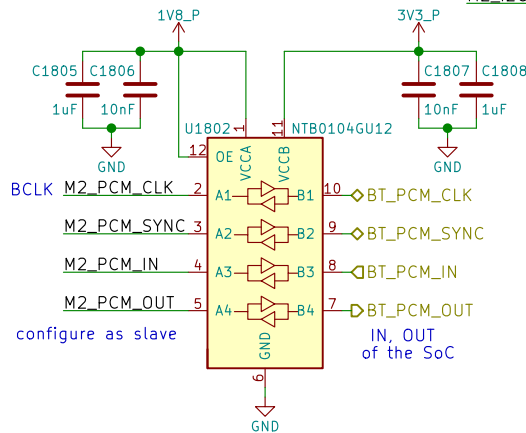 1V8_P
3V3_P
C1805
C1806
C1807
C1808
1uF
10nF
10nF
1uF
GND
GND
U1802
NTB0104GU12
1
11
12
OE
VCCA
VCCB
BCLK
M2_PCM_CLK
2
A1
B1
10
BT_PCM_CLK
M2_PCM_SYNC
3
A2
B2
9
BT_PCM_SYNC
M2_PCM_IN
4
A3
B3
8
BT_PCM_IN
M2_PCM_OUT
5
A4
B4
7
BT_PCM_OUT
configure as slave
GND
IN, OUT
of the SoC
6
GND